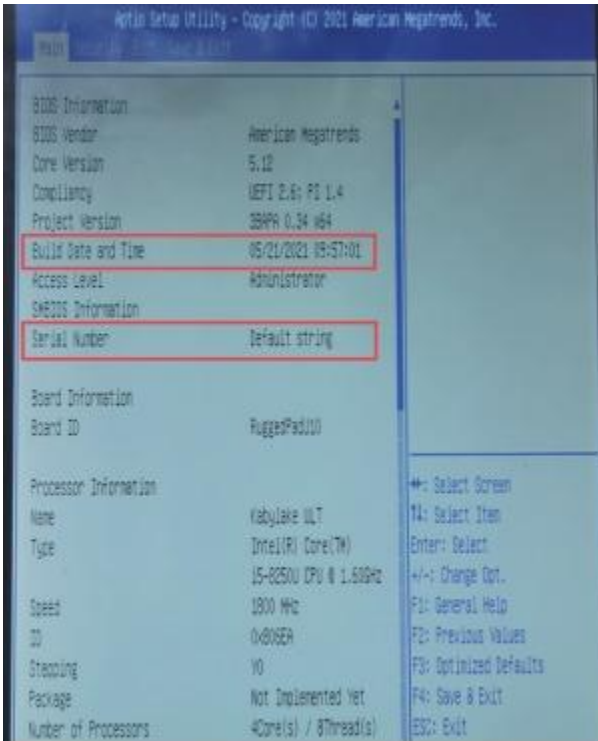 Aptio Setup Utility - Copyright (C) 2021 American Megatrends, Inc.
Main Save & Exit
BIOS Information
BIOS Vendor American Megatrends
Core Version 5.12
Compliancy UEFI 2.6; PI 1.4
Project Version 3BAPA 0.34 x64
Build Date and Time 05/21/2021 09:57:01
Access Level Administrator
SMBIOS Information
Serial Number Default string
Board Information
Board ID RuggedPadU10
Processor Information
Name Kabylake ULT
Type Intel(R) Core(TM)
i5-8250U CPU @ 1.60GHz
Speed 1800 MHz
ID 0x806EA
Stepping Y0
Package Not Implemented Yet
Number of Processors 4Core(s) / 8Thread(s)
: Select Screen
↑↓: Select Item
Enter: Select
+/-: Change Opt.
F1: General Help
F2: Previous Values
F3: Optimized Defaults
F4: Save & Exit
ESC: Exit